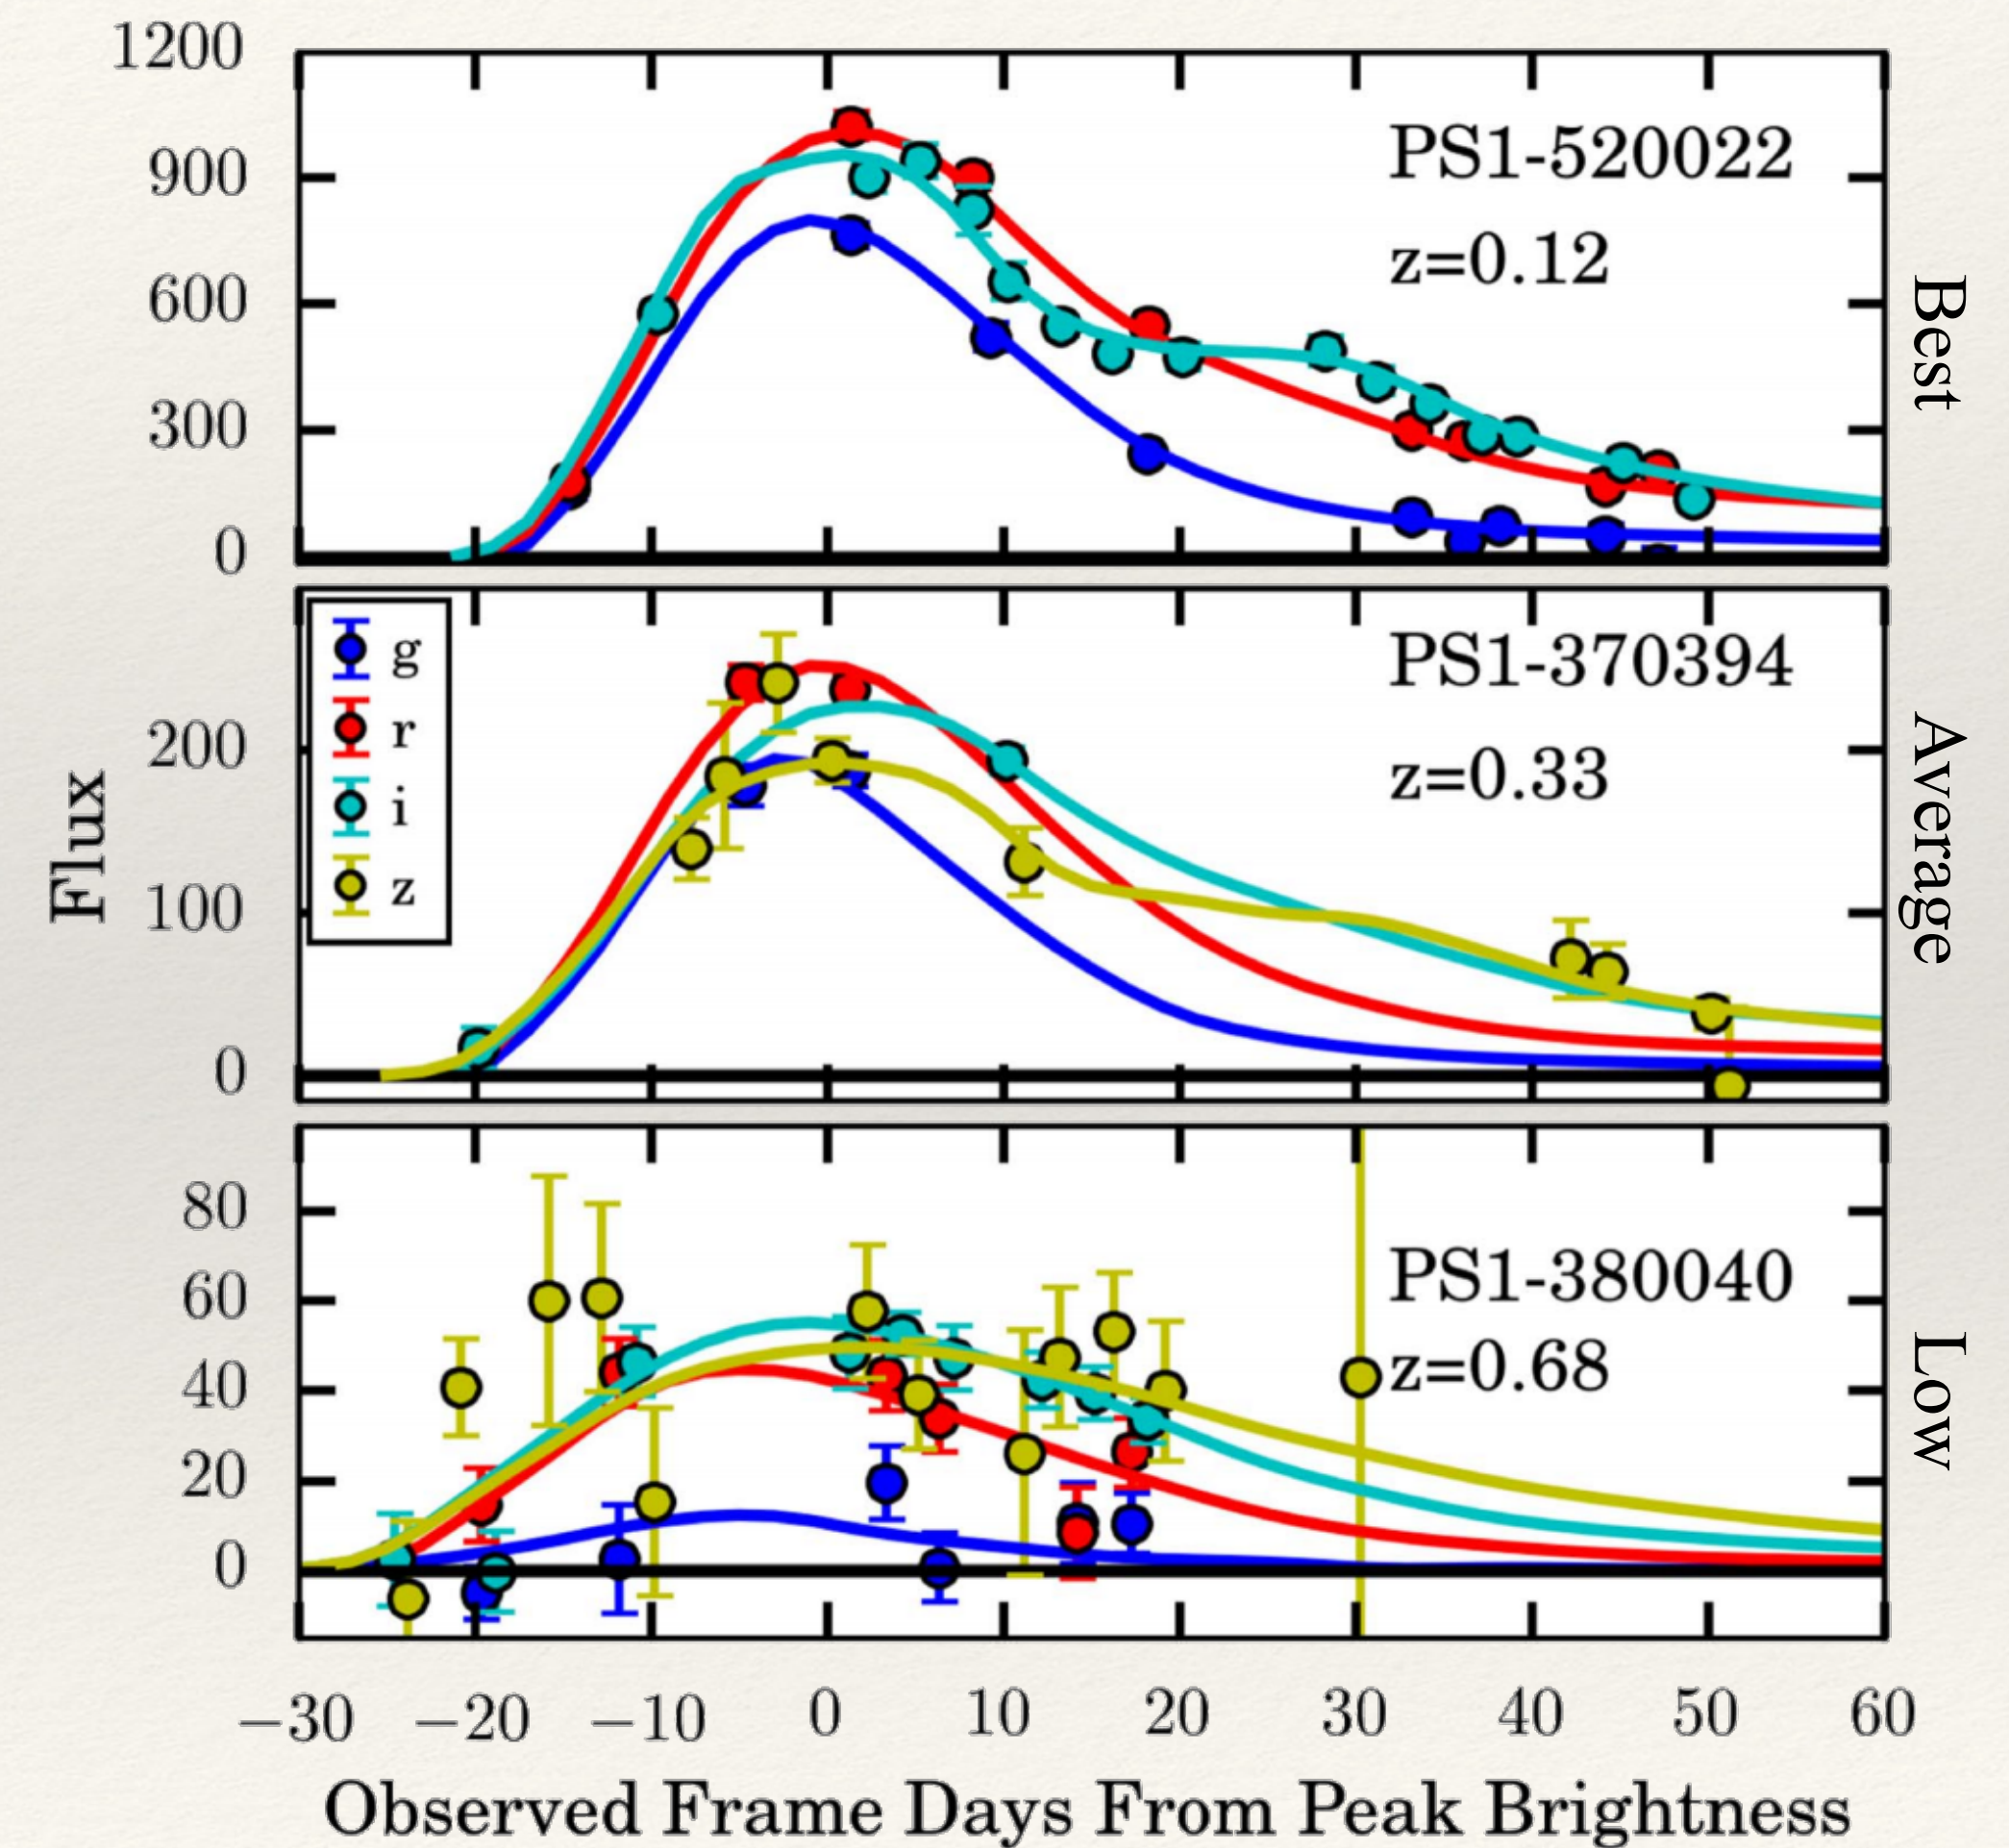 1200
900
600
300
0
PS1-520022
z=0.12
Best
g
r
i
z
200
100
0
PS1-370394
z=0.33
Average
Flux
80
60
40
20
0
PS1-380040
z=0.68
Low
−30 −20 −10 0 10 20 30 40 50 60
Observed Frame Days From Peak Brightness